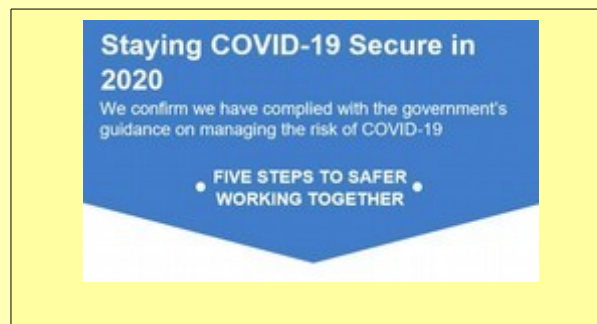 Staying COVID-19 Secure in
2020
We confirm we have complied with the government's
guidance on managing the risk of COVID-19
• FIVE STEPS TO SAFER •
WORKING TOGETHER